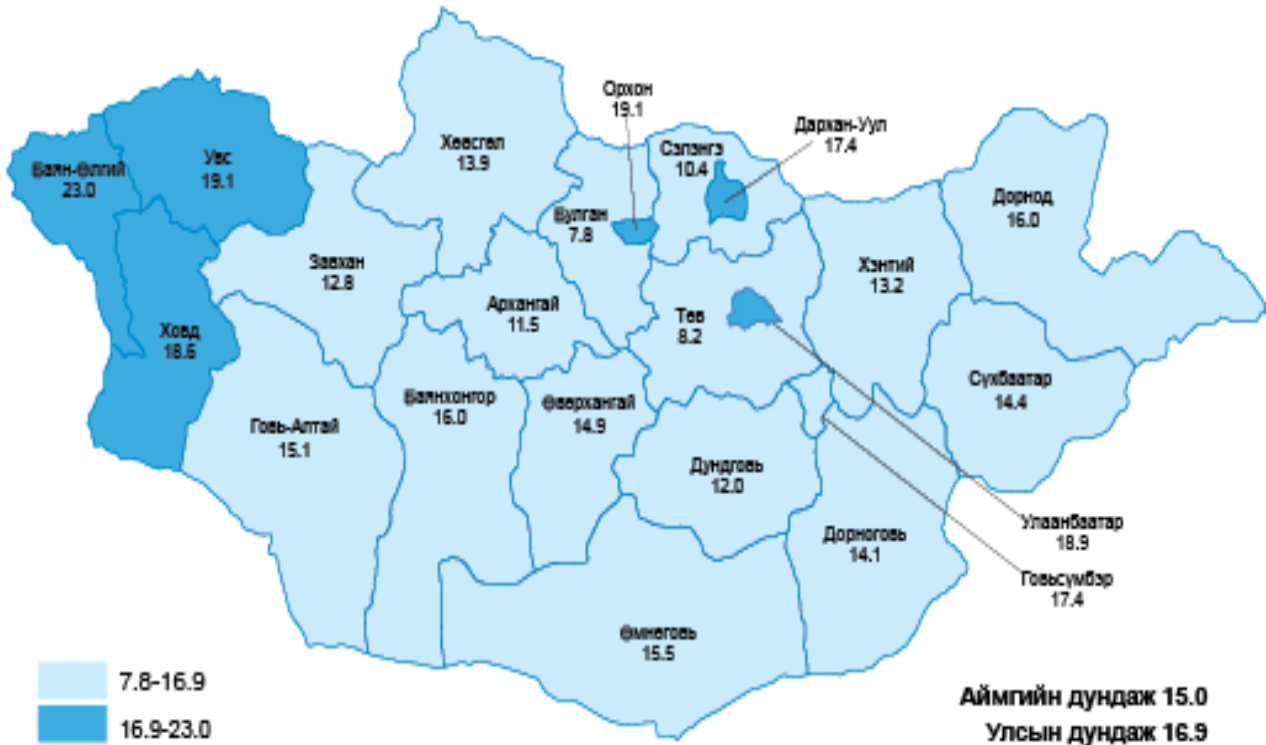 Орхон
19.1
Дархан-Уул
17.4
Хөвсгөл
13.9
Сэлэнгэ
10.4
Увс
19.1
Баян-Өлгий
23.0
Дорнод
16.0
Булган
7.8
Завхан
12.8
Хэнтий
13.2
Архангай
11.5
Төв
8.2
Ховд
18.6
Сүхбаатар
14.4
Баянхонгор
16.0
Өвөрхангай
14.9
Говь-Алтай
15.1
Дундговь
12.0
Улаанбаатар
18.9
Дорноговь
14.1
Говьсүмбэр
17.4
Өмнөговь
15.5
7.8-16.9
16.9-23.0
Аймгийн дундаж 15.0
Улсын дундаж 16.9